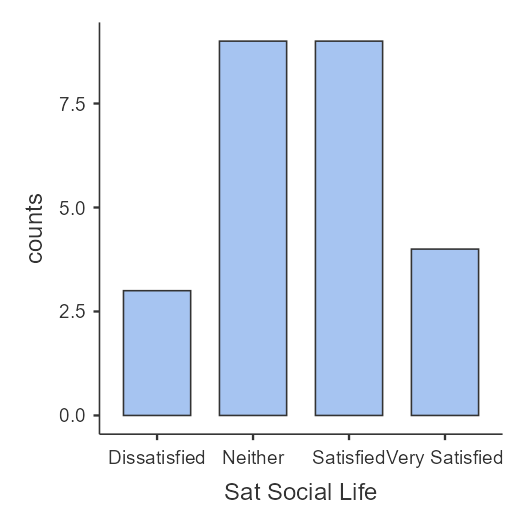 7.5
5.0
2.5
0.0
counts
Dissatisfied Neither Satisfied Very Satisfied
Sat Social Life